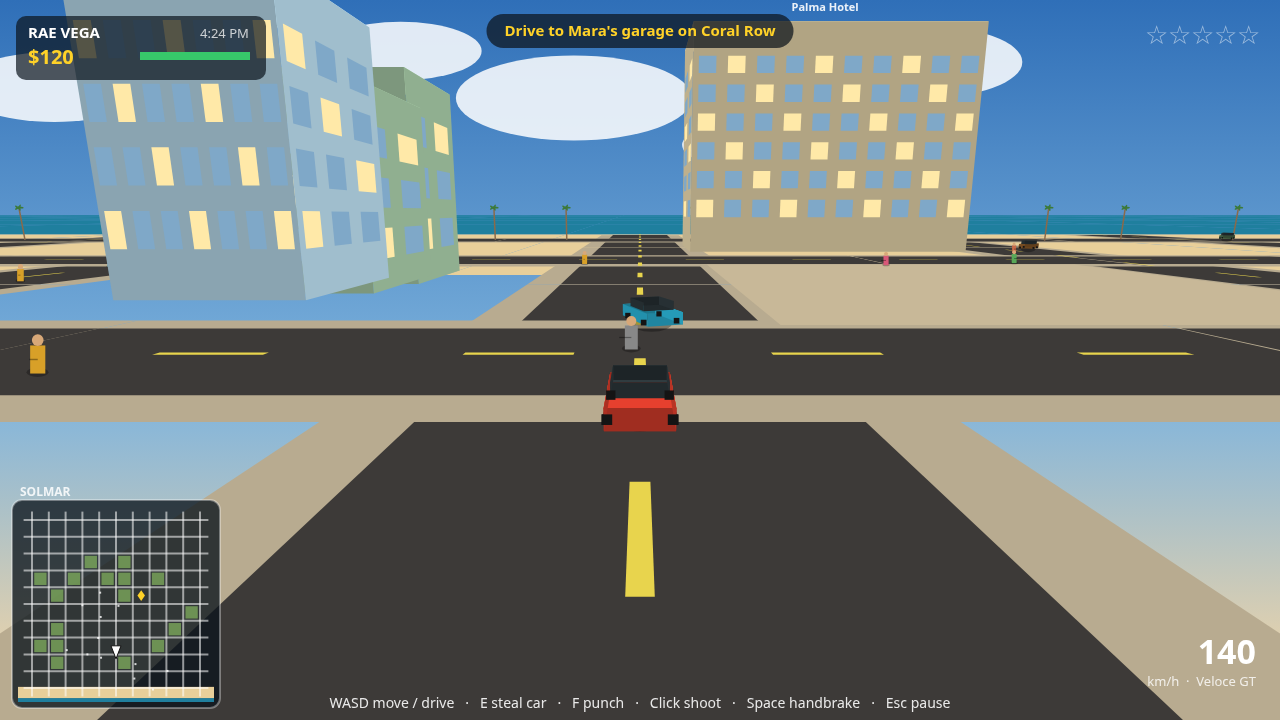 Palma Hotel
RAE VEGA
4:24 PM
$120
Drive to Mara's garage on Coral Row
SOLMAR
140
km/h · Veloce GT
WASD move / drive · E steal car · F punch · Click shoot · Space handbrake · Esc pause